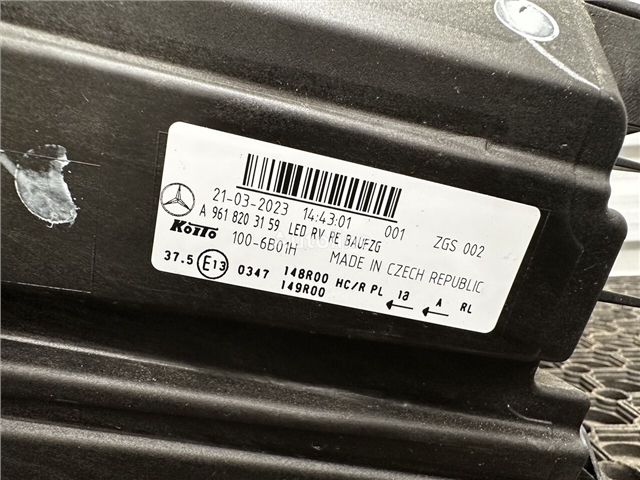 21-03-2023 14:43:01 001 ZGS 002
A 961 820 31 59 LED RV PE BAUFZG
Koito 100-6B01H MADE IN CZECH REPUBLIC
37.5 E13 0347 148R00 HC/R PL 1a A RL
149R00